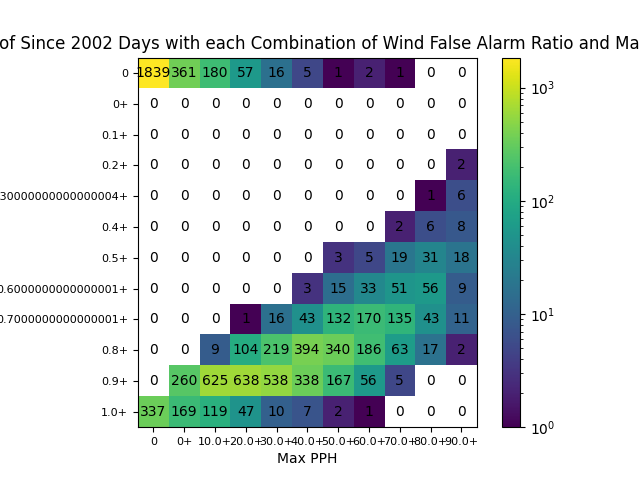 of Since 2002 Days with each Combination of Wind False Alarm Ratio and Ma
0 1839 361 180 57 16 5 1 2 1 0 0
0+ 0 0 0 0 0 0 0 0 0 0 0
0.1+ 0 0 0 0 0 0 0 0 0 0 0
0.2+ 0 0 0 0 0 0 0 0 0 0 2
30000000000000004+ 0 0 0 0 0 0 0 0 0 1 6
0.4+ 0 0 0 0 0 0 0 0 2 6 8
0.5+ 0 0 0 0 0 0 3 5 19 31 18
0.6000000000000001+ 0 0 0 0 0 3 15 33 51 56 9
0.7000000000000001+ 0 0 0 1 16 43 132 170 135 43 11
0.8+ 0 0 9 104 219 394 340 186 63 17 2
0.9+ 0 260 625 638 538 338 167 56 5 0 0
1.0+ 337 169 119 47 10 7 2 1 0 0 0
0 0+ 10.0+ 20.0+ 30.0+ 40.0+ 50.0+ 60.0+ 70.0+ 80.0+ 90.0+
Max PPH
10³
10²
10¹
10⁰